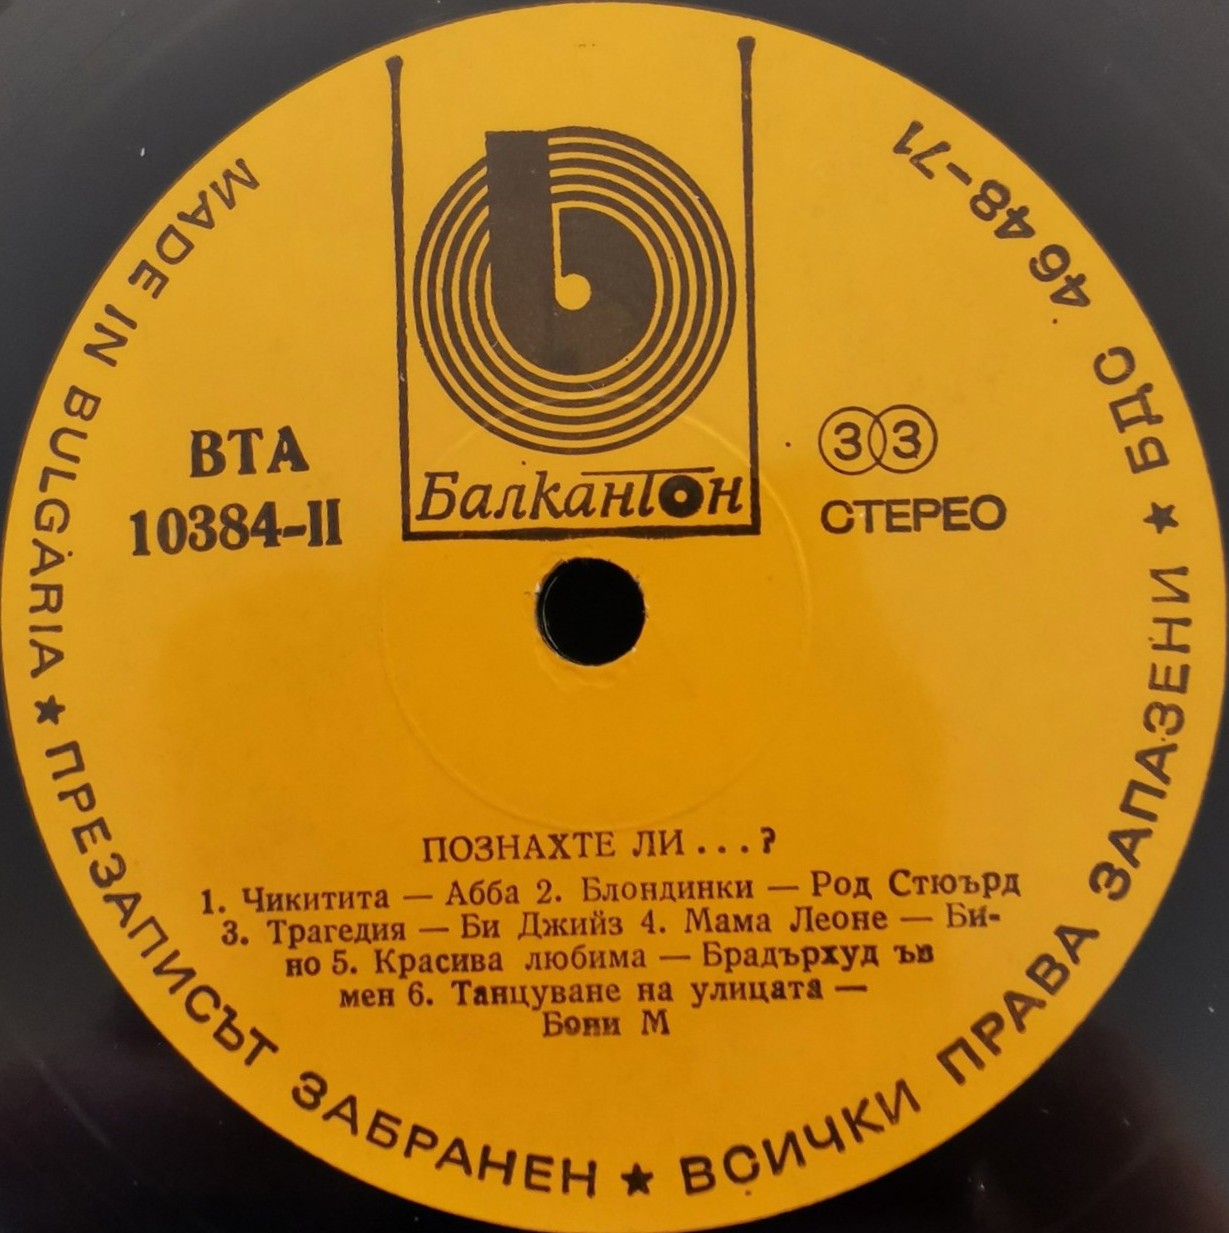 Балкантон
ВТА
10384-II
33
СТЕРЕО
ПОЗНАХТЕ ЛИ . . . ?
1. Чикитита — Абба 2. Блондинки — Род Стюърд
3. Трагедия — Би Джийз 4. Мама Леоне — Би-
но 5. Красива любима — Брадърхуд ъв
мен 6. Танцуване на улицата —
Бони М
MADE IN BULGARIA ★ ПРЕЗАПИСЪТ ЗАБРАНЕН ★ ВСИЧКИ ПРАВА ЗАПАЗЕНИ ★ БДС 4648-71